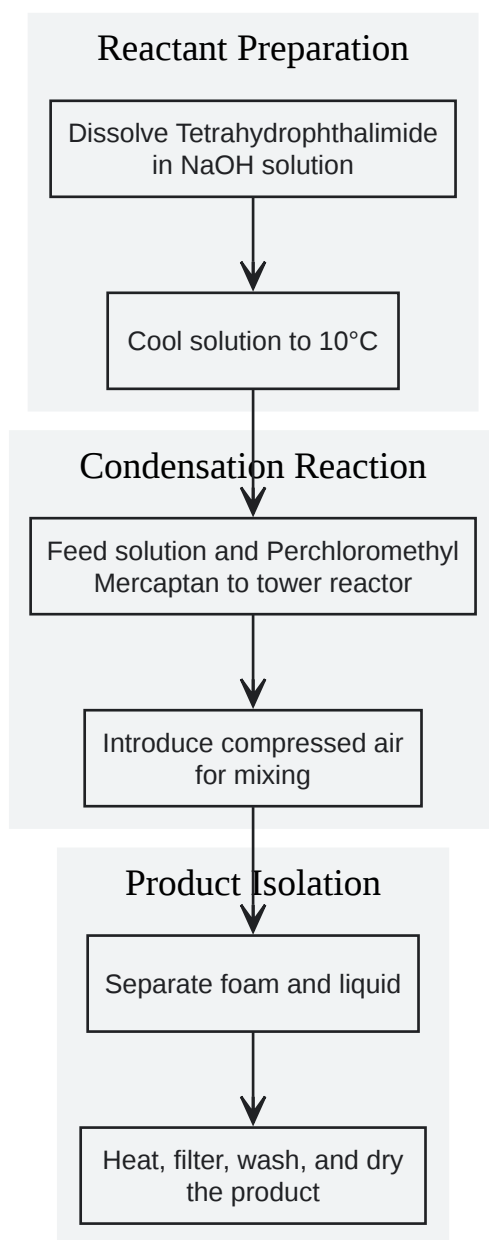 Reactant Preparation
Dissolve Tetrahydrophthalimide
in NaOH solution
Cool solution to 10°C
Condensation Reaction
Feed solution and Perchloromethyl
Mercaptan to tower reactor
Introduce compressed air
for mixing
Product Isolation
Separate foam and liquid
Heat, filter, wash, and dry
the product